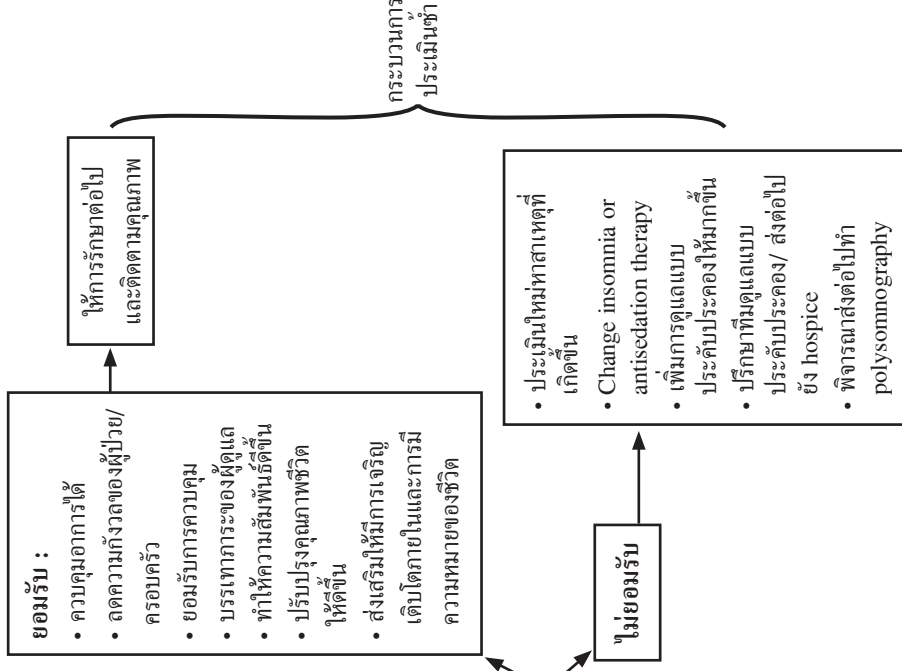 ยอมรับ :
• ควบคุมอาการได้
• ลดความกังวลของผู้ป่วย/
ครอบครัว
• ยอมรับการควบคุม
• บรรเทาภาระของผู้ดูแล
• ทำให้ความสัมพันธ์ดีขึ้น
• ปรับปรุงคุณภาพชีวิต
ให้ดีขึ้น
• ส่งเสริมให้มีการเจริญ
เติบโตภายในและการมี
ความหมายของชีวิต
ให้การรักษาต่อไป
และติดตามคุณภาพ
ไม่ยอมรับ
• ประเมินใหม่หาสาเหตุที่
เกิดขึ้น
• Change insomnia or
antisedation therapy
• เพิ่มการดูแลแบบ
ประคับประคองให้มากขึ้น
• ปรึกษาทีมดูแลแบบ
ประคับประคอง/ ส่งต่อไป
ยัง hospice
• พิจารณาส่งต่อไปทำ
polysomnography
กระบวนการ
ประเมินซ้ำ